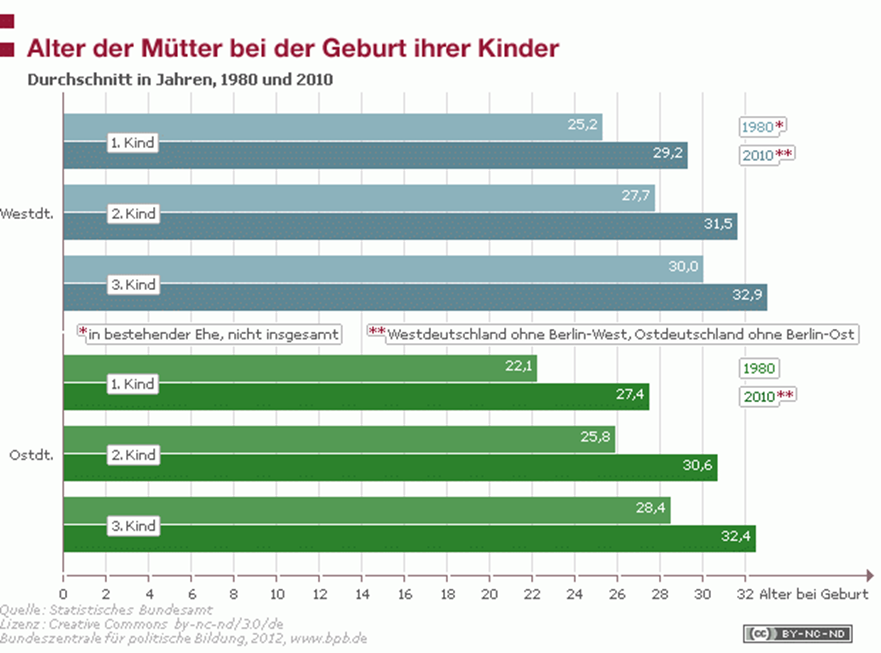 Alter der Mütter bei der Geburt ihrer Kinder
Durchschnitt in Jahren, 1980 und 2010
25,2
1980*
1. Kind
29,2
2010**
27,7
Westdt.
2. Kind
31,5
30,0
3. Kind
32,9
*in bestehender Ehe, nicht insgesamt
**Westdeutschland ohne Berlin-West, Ostdeutschland ohne Berlin-Ost
22,1
1980
1. Kind
27,4
2010**
25,8
Ostdt.
2. Kind
30,6
28,4
3. Kind
32,4
0 2 4 6 8 10 12 14 16 18 20 22 24 26 28 30 32 Alter bei Geburt
Quelle: Statistisches Bundesamt
Lizenz: Creative Commons by-nc-nd/3.0/de
Bundeszentrale für politische Bildung, 2012, www.bpb.de
(cc) BY-NC-ND